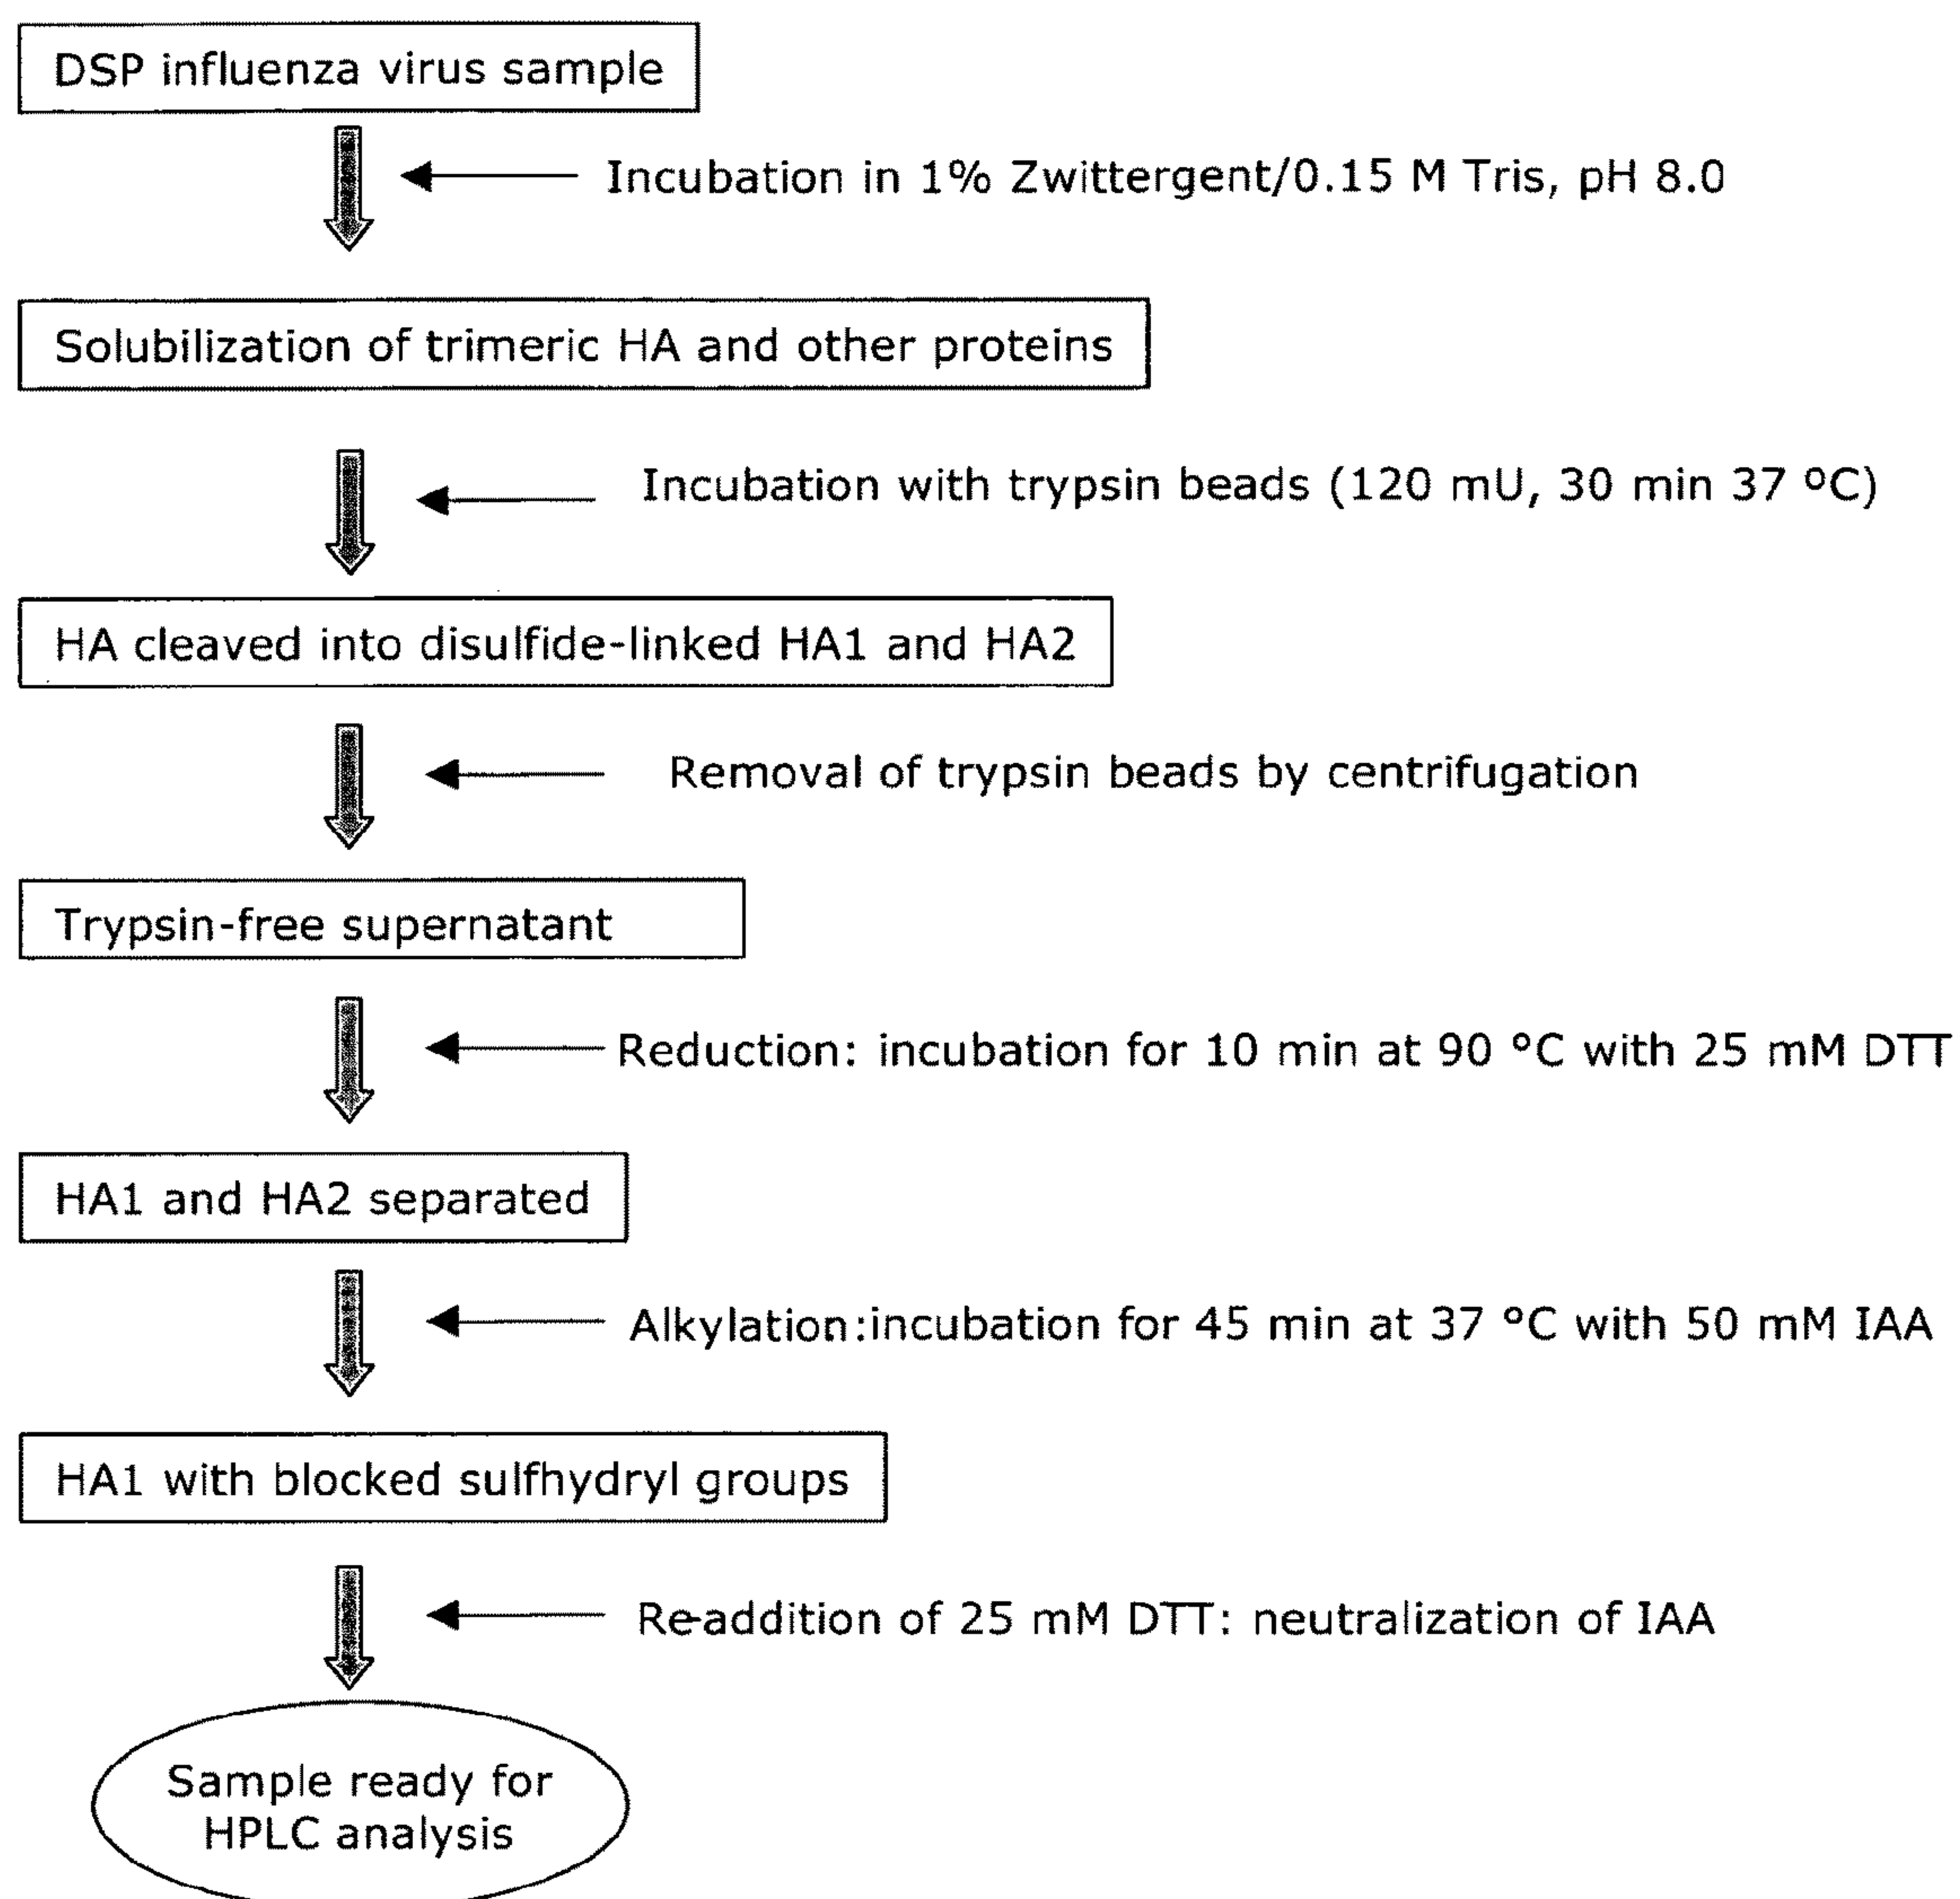 DSP influenza virus sample
Incubation in 1% Zwittergent/0.15 M Tris, pH 8.0
Solubilization of trimeric HA and other proteins
Incubation with trypsin beads (120 mU, 30 min 37 ºC)
HA cleaved into disulfide-linked HA1 and HA2
Removal of trypsin beads by centrifugation
Trypsin-free supernatant
Reduction: incubation for 10 min at 90 °C with 25 mM DTT
HA1 and HA2 separated
Alkylation:incubation for 45 min at 37 ºC with 50 mM IAA
HA1 with blocked sulfhydryl groups
Re-addition of 25 mM DTT: neutralization of IAA
Sample ready for
HPLC analysis